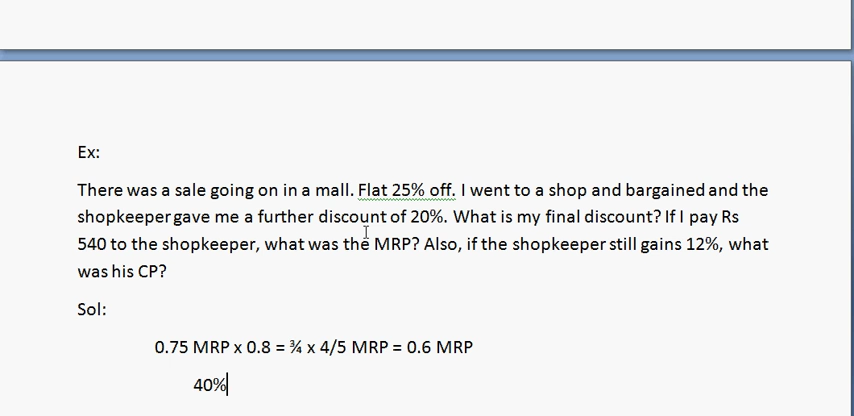 Ex:
There was a sale going on in a mall. Flat 25% off. I went to a shop and bargained and the
shopkeeper gave me a further discount of 20%. What is my final discount? If I pay Rs
540 to the shopkeeper, what was the MRP? Also, if the shopkeeper still gains 12%, what
was his CP?
Sol:
0.75 MRP x 0.8 = ¾ x 4/5 MRP = 0.6 MRP
40%